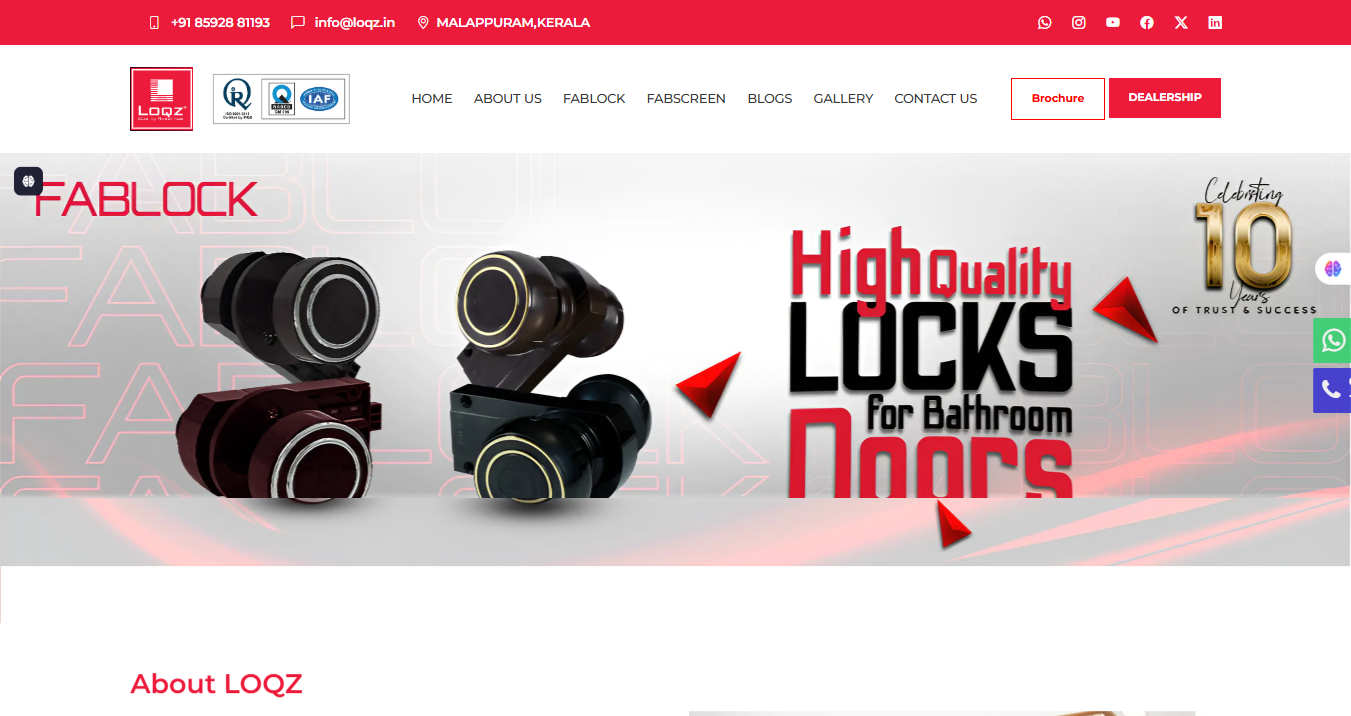 +91 85928 81193 info@loqz.in MALAPPURAM,KERALA
LOQZ
IAF
HOME ABOUT US FABLOCK FABSCREEN BLOGS GALLERY CONTACT US Brochure DEALERSHIP
FABLOCK
Celebrating
10
Years
OF TRUST & SUCCESS
High Quality
LOCKS
for Bathroom
Doors
About LOQZ